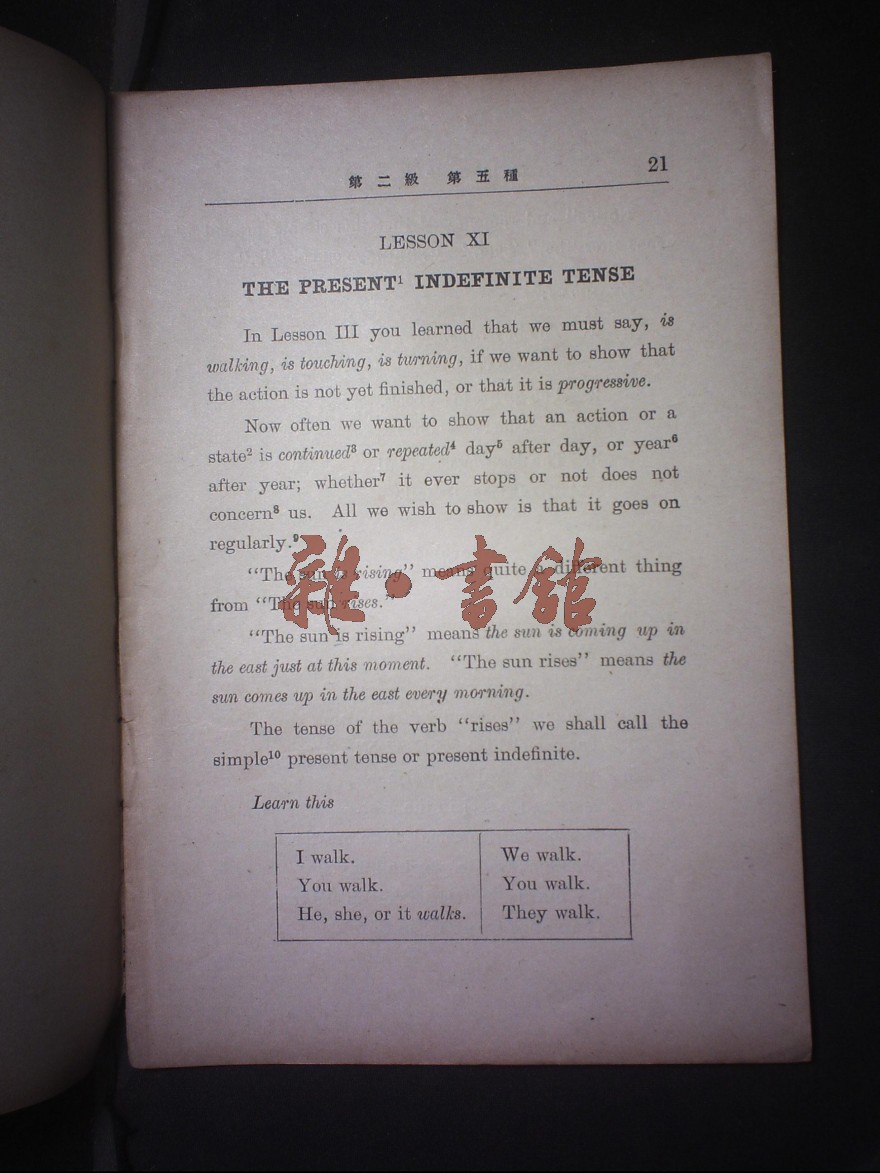 第二級 第五種 21
LESSON XI
THE PRESENT¹ INDEFINITE TENSE
In Lesson III you learned that we must say, is
walking, is touching, is turning, if we want to show that
the action is not yet finished, or that it is progressive.
Now often we want to show that an action or a
state² is continued³ or repeated⁴ day⁵ after day, or year⁶
after year; whether⁷ it ever stops or not does not
concern⁸ us. All we wish to show is that it goes on
regularly.⁹
"The sun is rising" means quite a different thing
from "The sun rises."
雜·書館
"The sun is rising" means the sun is coming up in
the east just at this moment. "The sun rises" means the
sun comes up in the east every morning.
The tense of the verb "rises" we shall call the
simple¹⁰ present tense or present indefinite.
Learn this
I walk. We walk.
You walk. You walk.
He, she, or it walks. They walk.